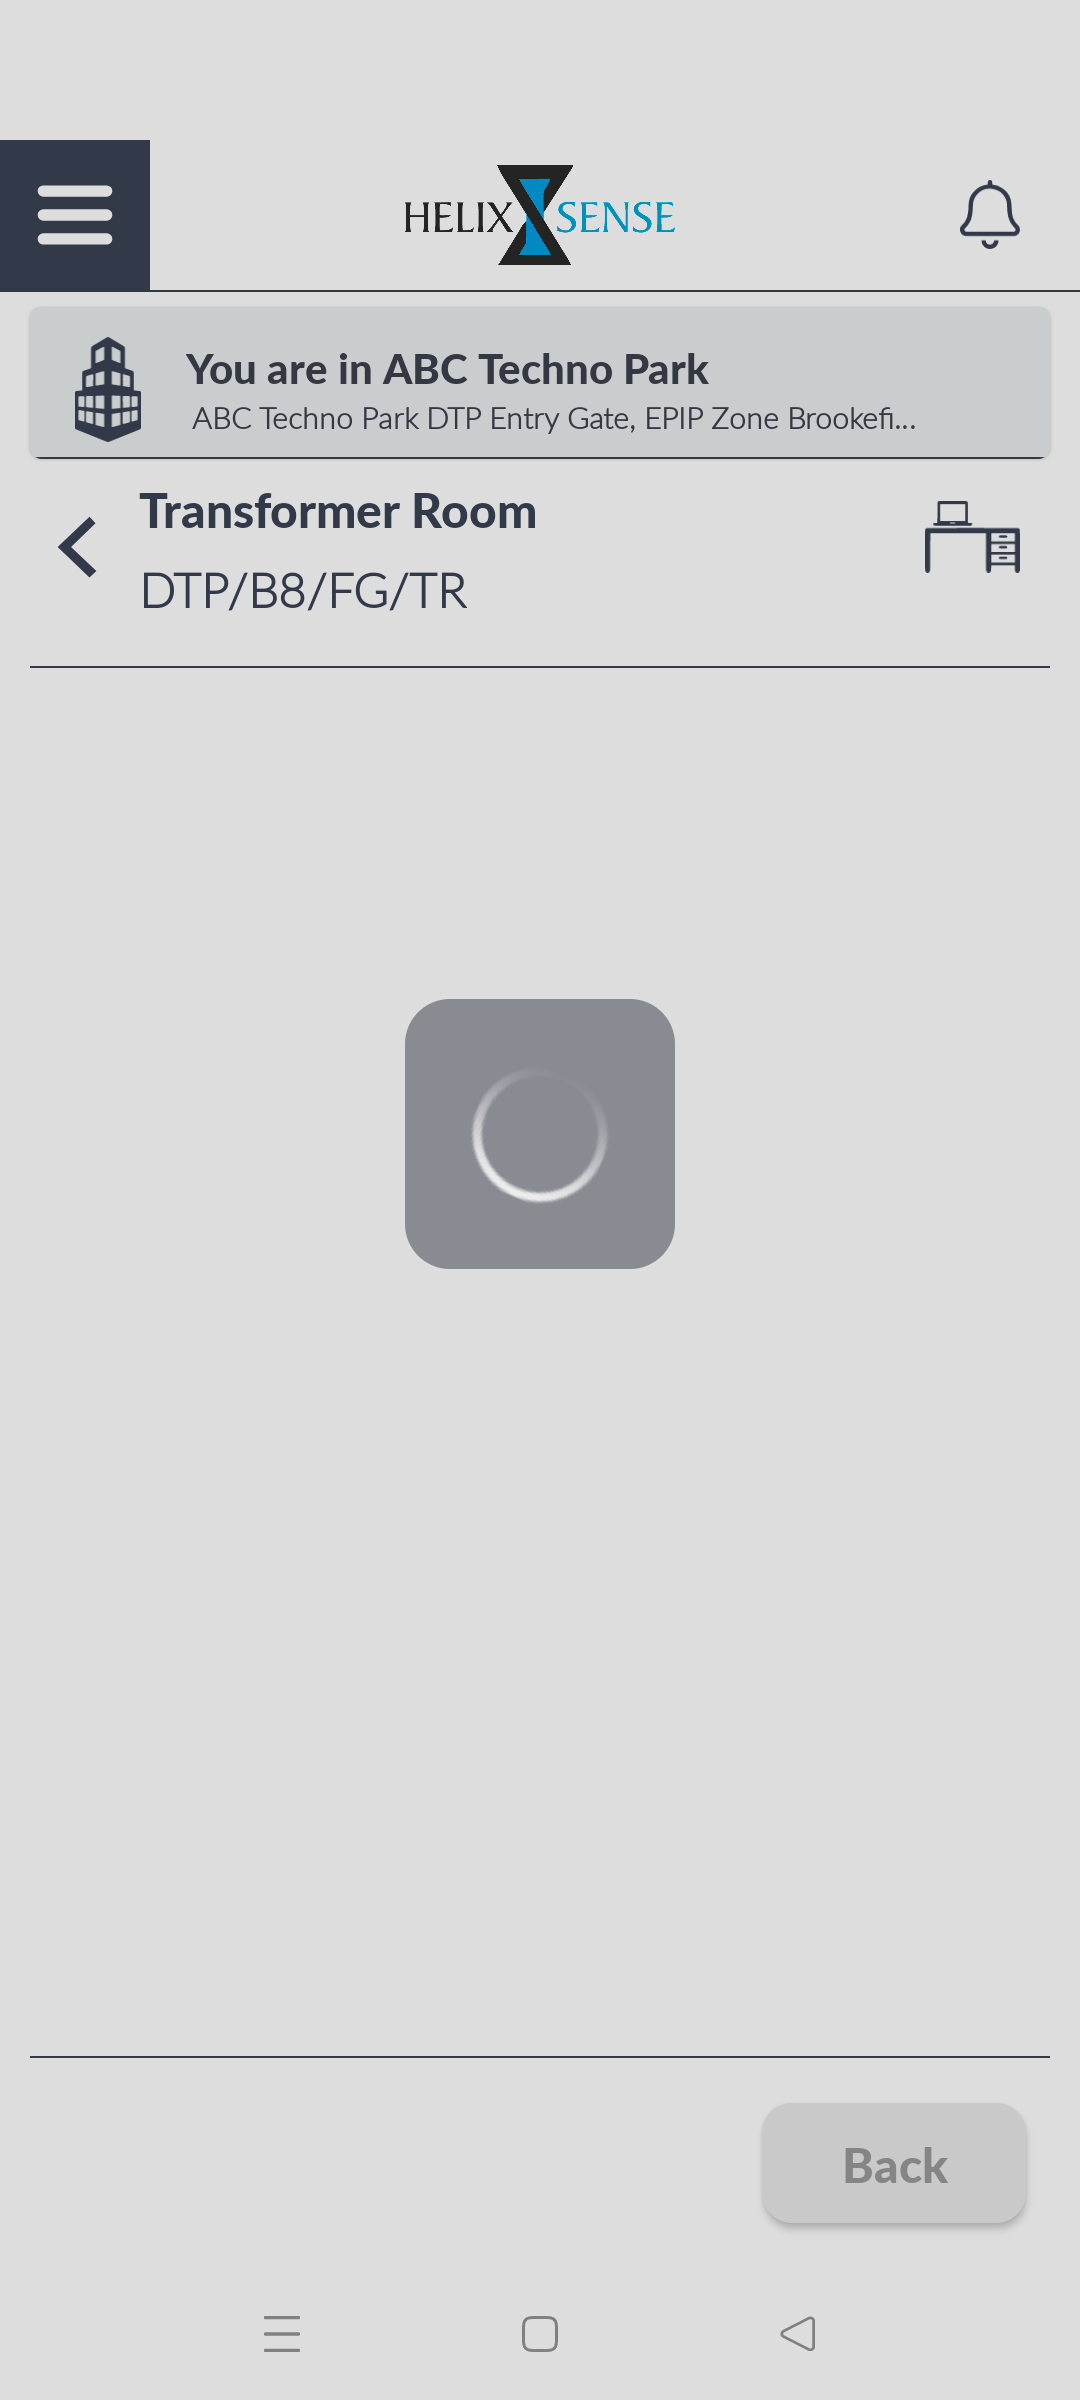 HELIX SENSE
You are in ABC Techno Park
ABC Techno Park DTP Entry Gate, EPIP Zone Brookefi...
Transformer Room
DTP/B8/FG/TR
Back